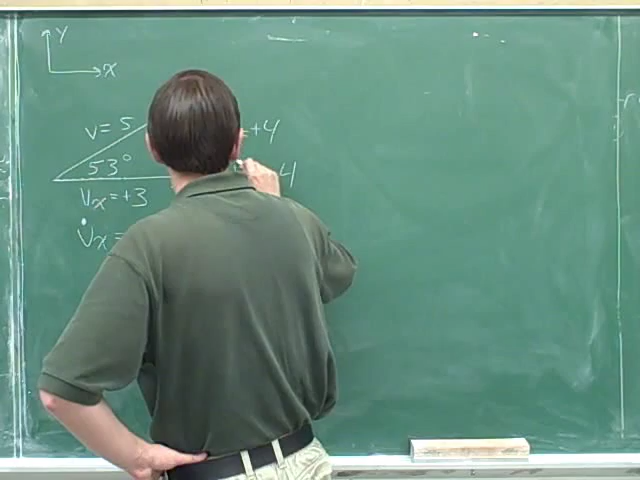 Y
X
v = 5
+4
53°
4
Vx = +3
Vx =